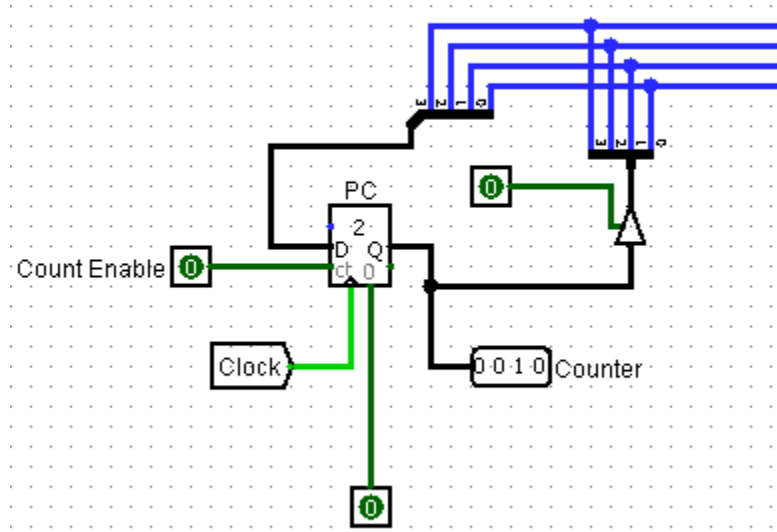 3 2 1 0
3 2 1 0
0
PC
2
D Q
Count Enable 0 ct 0
Clock
0 0 1 0 Counter
0